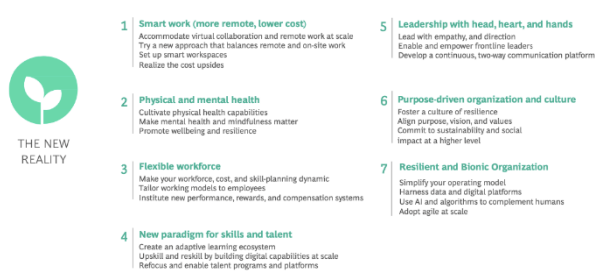 THE NEW
REALITY
1 Smart work (more remote, lower cost)
Accommodate virtual collaboration and remote work at scale
Try a new approach that balances remote and on-site work
Set up smart workspaces
Realize the cost upsides
2 Physical and mental health
Cultivate physical health capabilities
Make mental health and mindfulness matter
Promote wellbeing and resilience
3 Flexible workforce
Make your workforce, cost, and skill-planning dynamic
Tailor working models to employees
Institute new performance, rewards, and compensation systems
4 New paradigm for skills and talent
Create an adaptive learning ecosystem
Upskill and reskill by building digital capabilities at scale
Refocus and enable talent programs and platforms
5 Leadership with head, heart, and hands
Lead with empathy, and direction
Enable and empower frontline leaders
Develop a continuous, two-way communication platform
6 Purpose-driven organization and culture
Foster a culture of resilience
Align purpose, vision, and values
Commit to sustainability and social
impact at a higher level
7 Resilient and Bionic Organization
Simplify your operating model
Harness data and digital platforms
Use AI and algorithms to complement humans
Adopt agile at scale